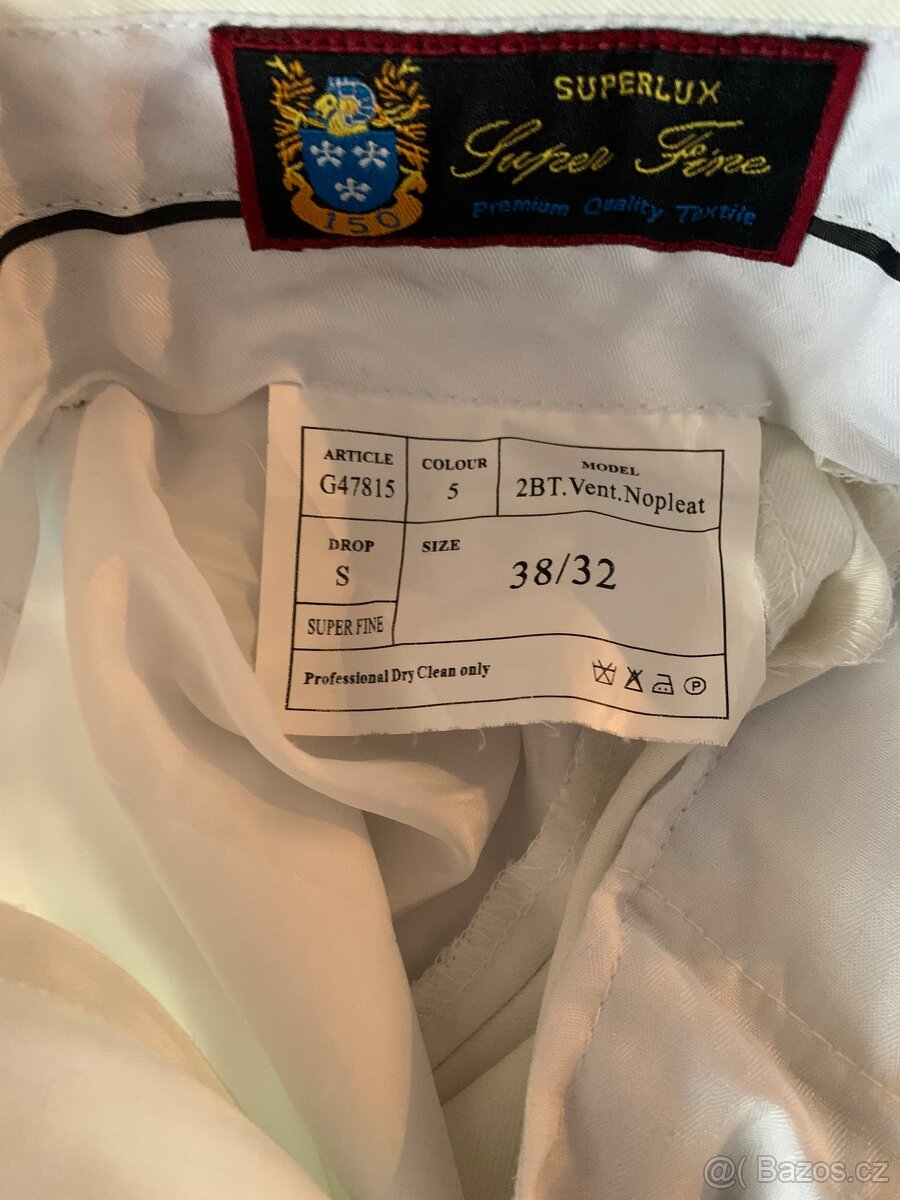 SUPERLUX
Super Fine
Premium Quality Textile
150
ARTICLE
G47815
COLOUR
5
MODEL
2BT.Vent.Nopleat
DROP
S
SIZE
38/32
SUPER FINE
Professional Dry Clean only
P
@( Bazos.cz